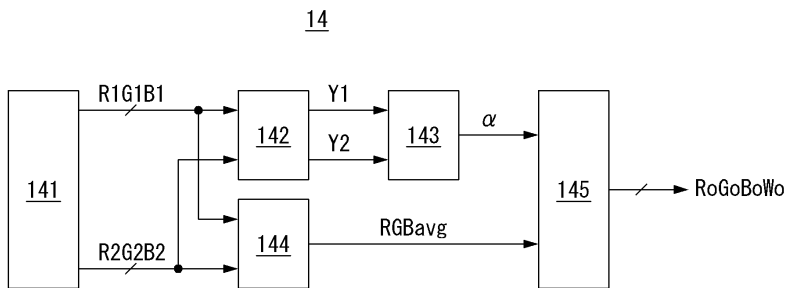 14
R1G1B1
Y1
142
143
α
Y2
141
145
RoGoBoWo
R2G2B2
144
RGBavg